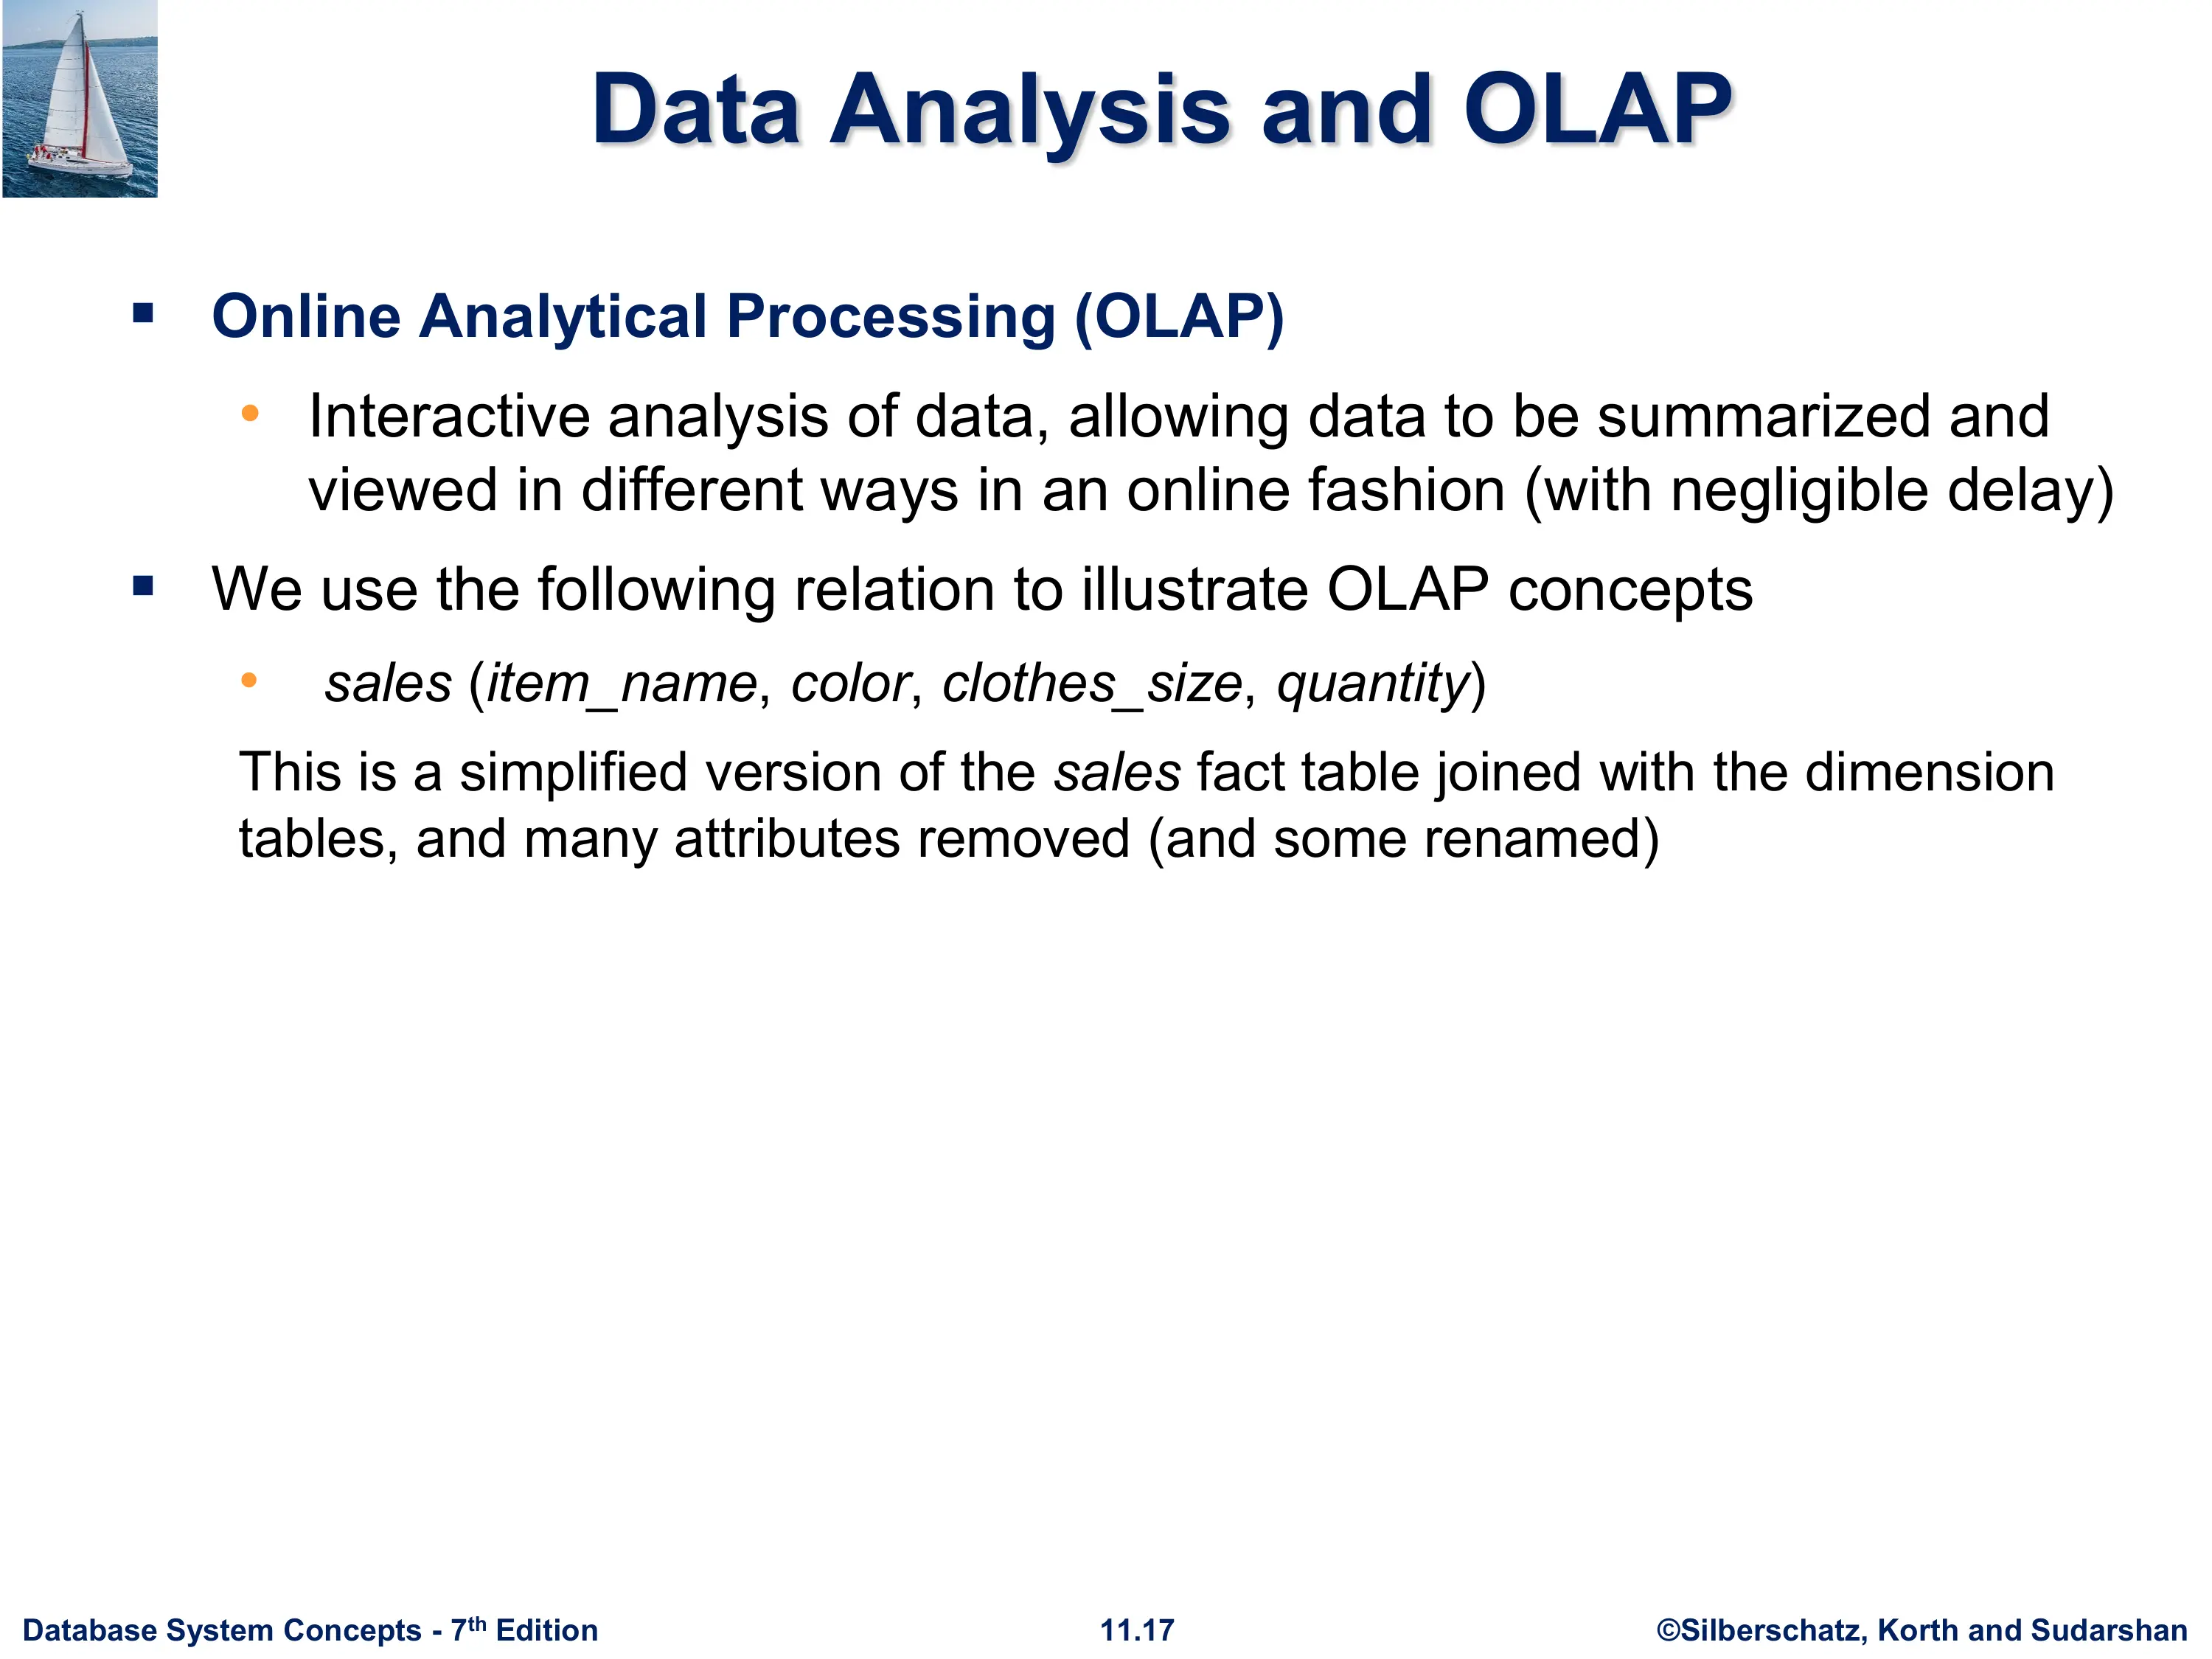 Data Analysis and OLAP
▪ Online Analytical Processing (OLAP)
• Interactive analysis of data, allowing data to be summarized and
viewed in different ways in an online fashion (with negligible delay)
▪ We use the following relation to illustrate OLAP concepts
• sales (item_name, color, clothes_size, quantity)
This is a simplified version of the sales fact table joined with the dimension
tables, and many attributes removed (and some renamed)
Database System Concepts - 7th Edition
11.17
©Silberschatz, Korth and Sudarshan